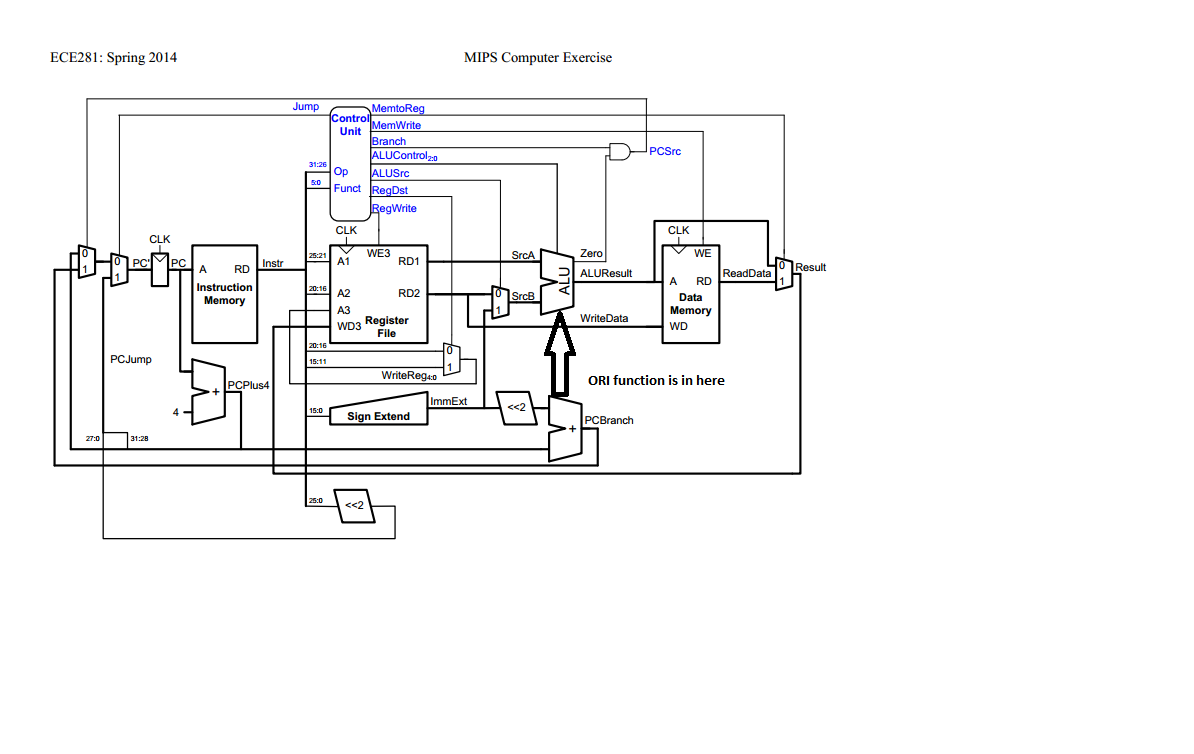 ECE281: Spring 2014 MIPS Computer Exercise
Jump
MemtoReg
Control
Unit
MemWrite
Branch
ALUControl2:0
PCSrc
31:26
Op
ALUSrc
5:0
Funct
RegDst
RegWrite
CLK
CLK
CLK
0
1
0
1
PC'
PC
A
RD
Instruction
Memory
Instr
25:21
A1
WE3
RD1
20:16
A2
RD2
A3
WD3
Register
File
SrcA
0
1
SrcB
ALU
Zero
ALUResult
WE
A
RD
Data
Memory
WD
ReadData
0
1
Result
WriteData
20:16
0
15:11
1
WriteReg4:0
PCJump
+
PCPlus4
4
ORI function is in here
15:0
Sign Extend
ImmExt
<<2
+
PCBranch
27:0
31:28
25:0
<<2